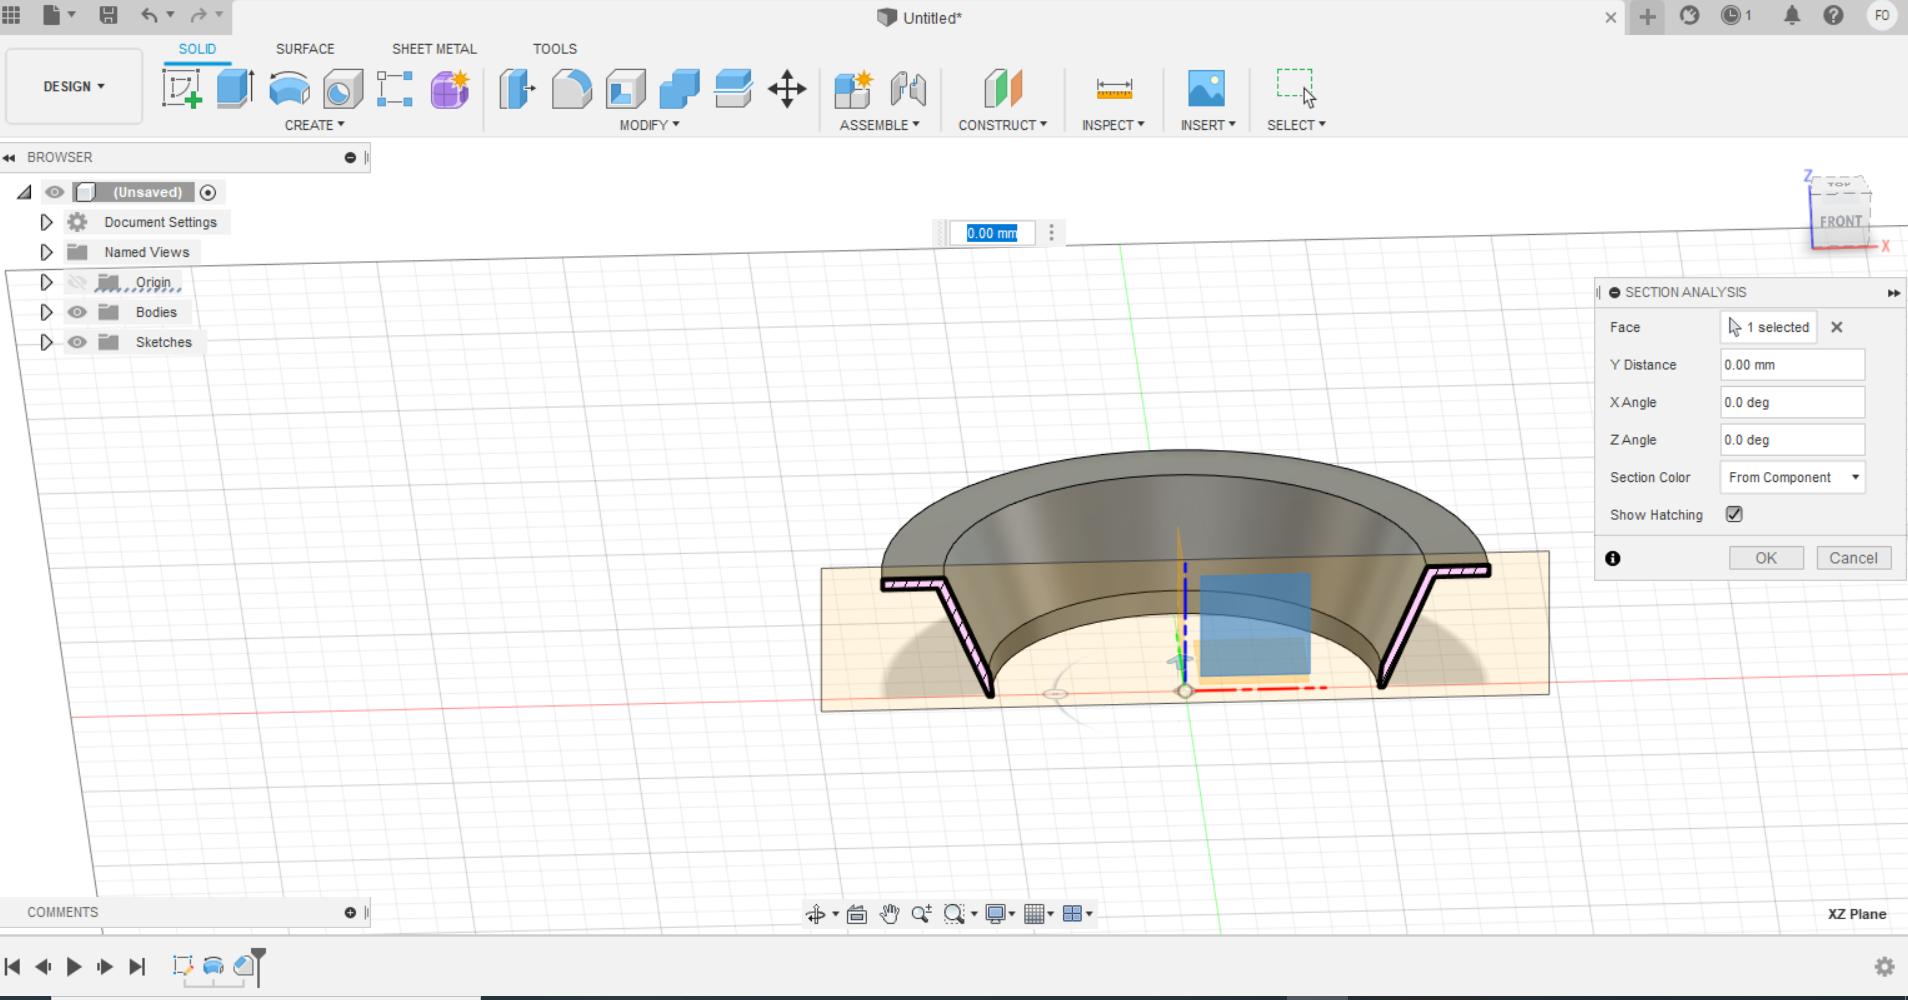 Untitled*
1
FO
DESIGN
SOLID
SURFACE
SHEET METAL
TOOLS
CREATE
MODIFY
ASSEMBLE
CONSTRUCT
INSPECT
INSERT
SELECT
BROWSER
(Unsaved)
Document Settings
Named Views
Origin
Bodies
Sketches
0.00 mm
Z
TOP
FRONT
X
SECTION ANALYSIS
Face
1 selected
Y Distance
0.00 mm
X Angle
0.0 deg
Z Angle
0.0 deg
Section Color
From Component
Show Hatching
OK
Cancel
COMMENTS
XZ Plane